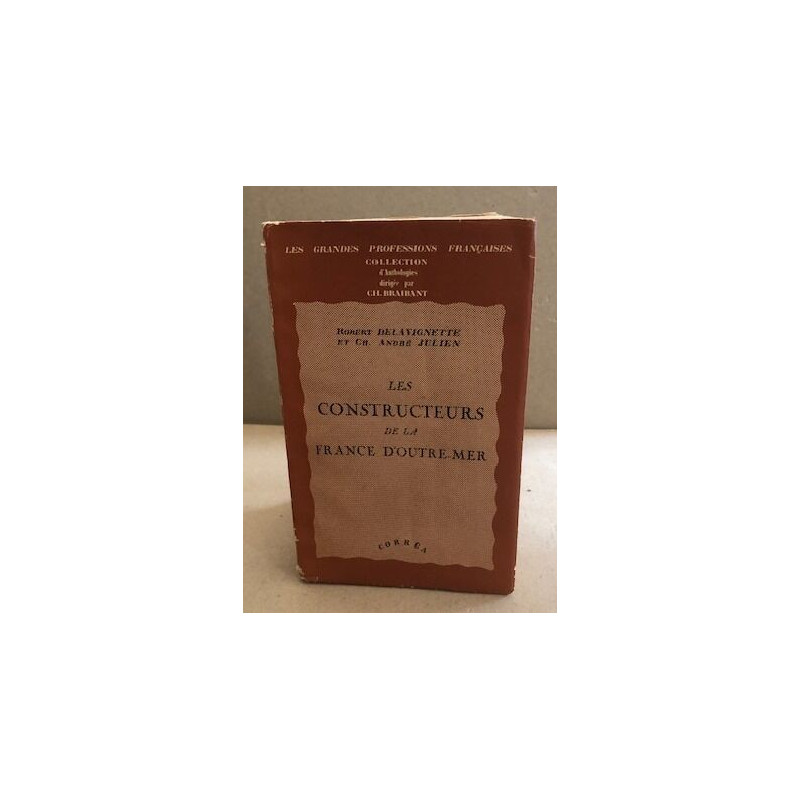 LES GRANDES PROFESSIONS FRANÇAISES
COLLECTION
d'Anthologies
dirigée par
CH. BRAIBANT
ROBERT DELAVIGNETTE
ET CH. ANDRÉ JULIEN
LES
CONSTRUCTEURS
DE LA
FRANCE D'OUTRE-MER
CORRÊA